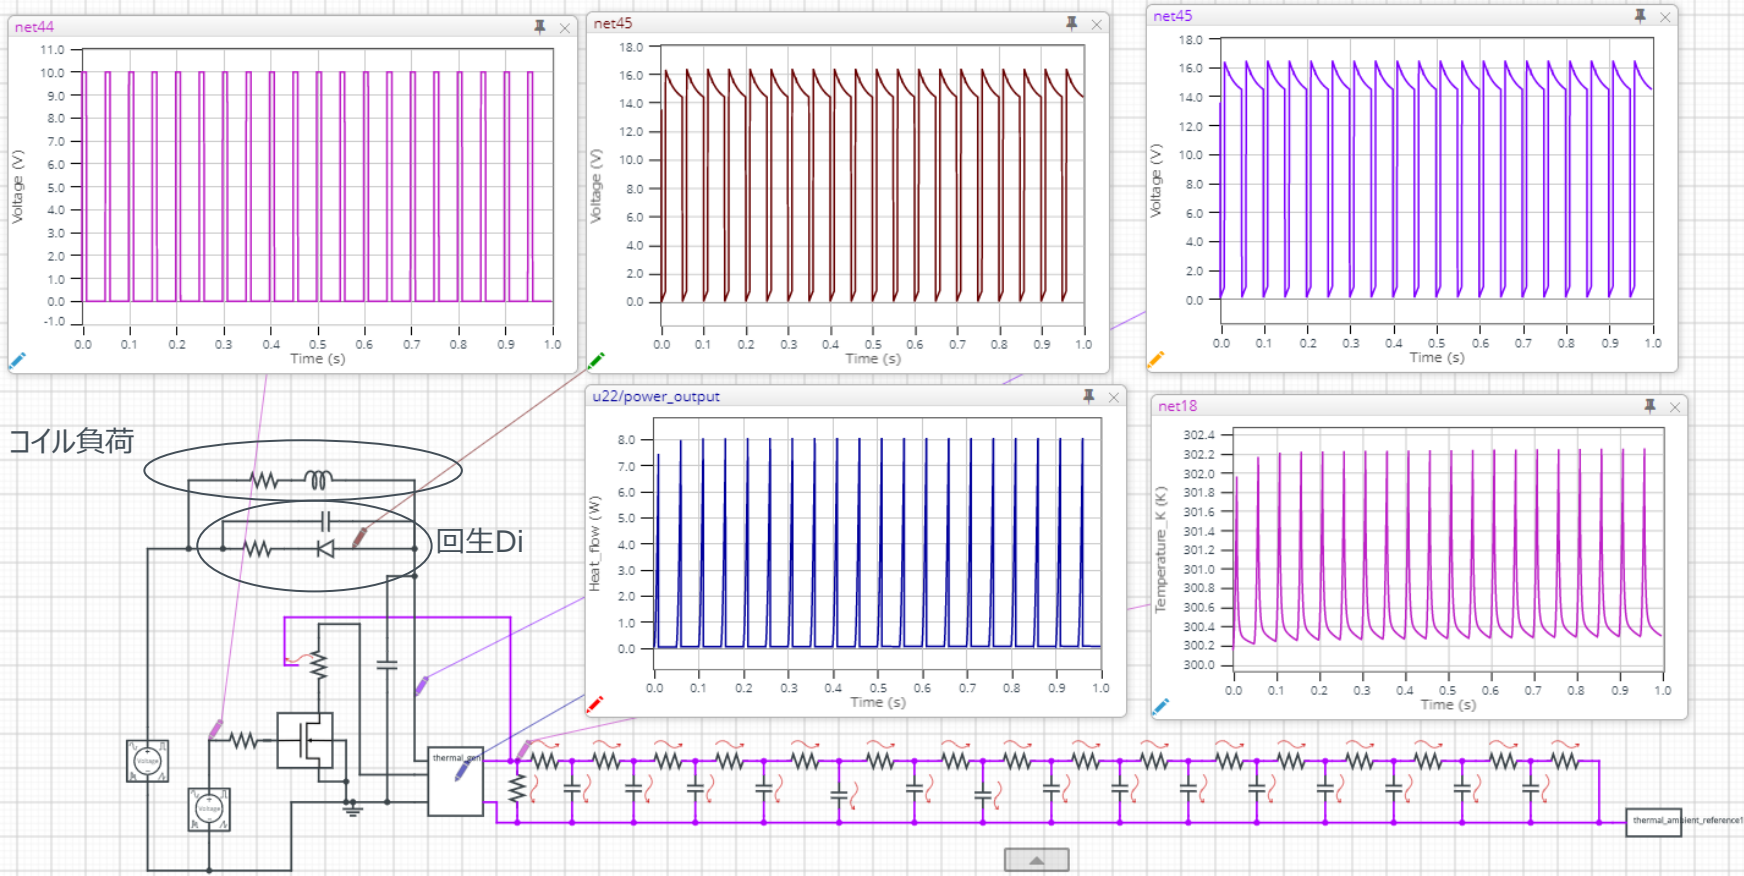 net44
11.0
10.0
9.0
8.0
7.0
6.0
5.0
4.0
3.0
2.0
1.0
0.0
-1.0
Voltage (V)
0.0 0.1 0.2 0.3 0.4 0.5 0.6 0.7 0.8 0.9 1.0
Time (s)
net45
18.0
16.0
14.0
12.0
10.0
8.0
6.0
4.0
2.0
0.0
Voltage (V)
0.0 0.1 0.2 0.3 0.4 0.5 0.6 0.7 0.8 0.9 1.0
Time (s)
net45
18.0
16.0
14.0
12.0
10.0
8.0
6.0
4.0
2.0
0.0
Voltage (V)
0.0 0.1 0.2 0.3 0.4 0.5 0.6 0.7 0.8 0.9 1.0
Time (s)
u22/power_output
8.0
7.0
6.0
5.0
4.0
3.0
2.0
1.0
0.0
Heat_flow (W)
0.0 0.1 0.2 0.3 0.4 0.5 0.6 0.7 0.8 0.9 1.0
Time (s)
net18
302.4
302.2
302.0
301.8
301.6
301.4
301.2
301.0
300.8
300.6
300.4
300.2
300.0
Temperature_K (K)
0.0 0.1 0.2 0.3 0.4 0.5 0.6 0.7 0.8 0.9 1.0
Time (s)
コイル負荷
回生Di
Voltage
Voltage
thermal_gen
thermal_ambient_reference1